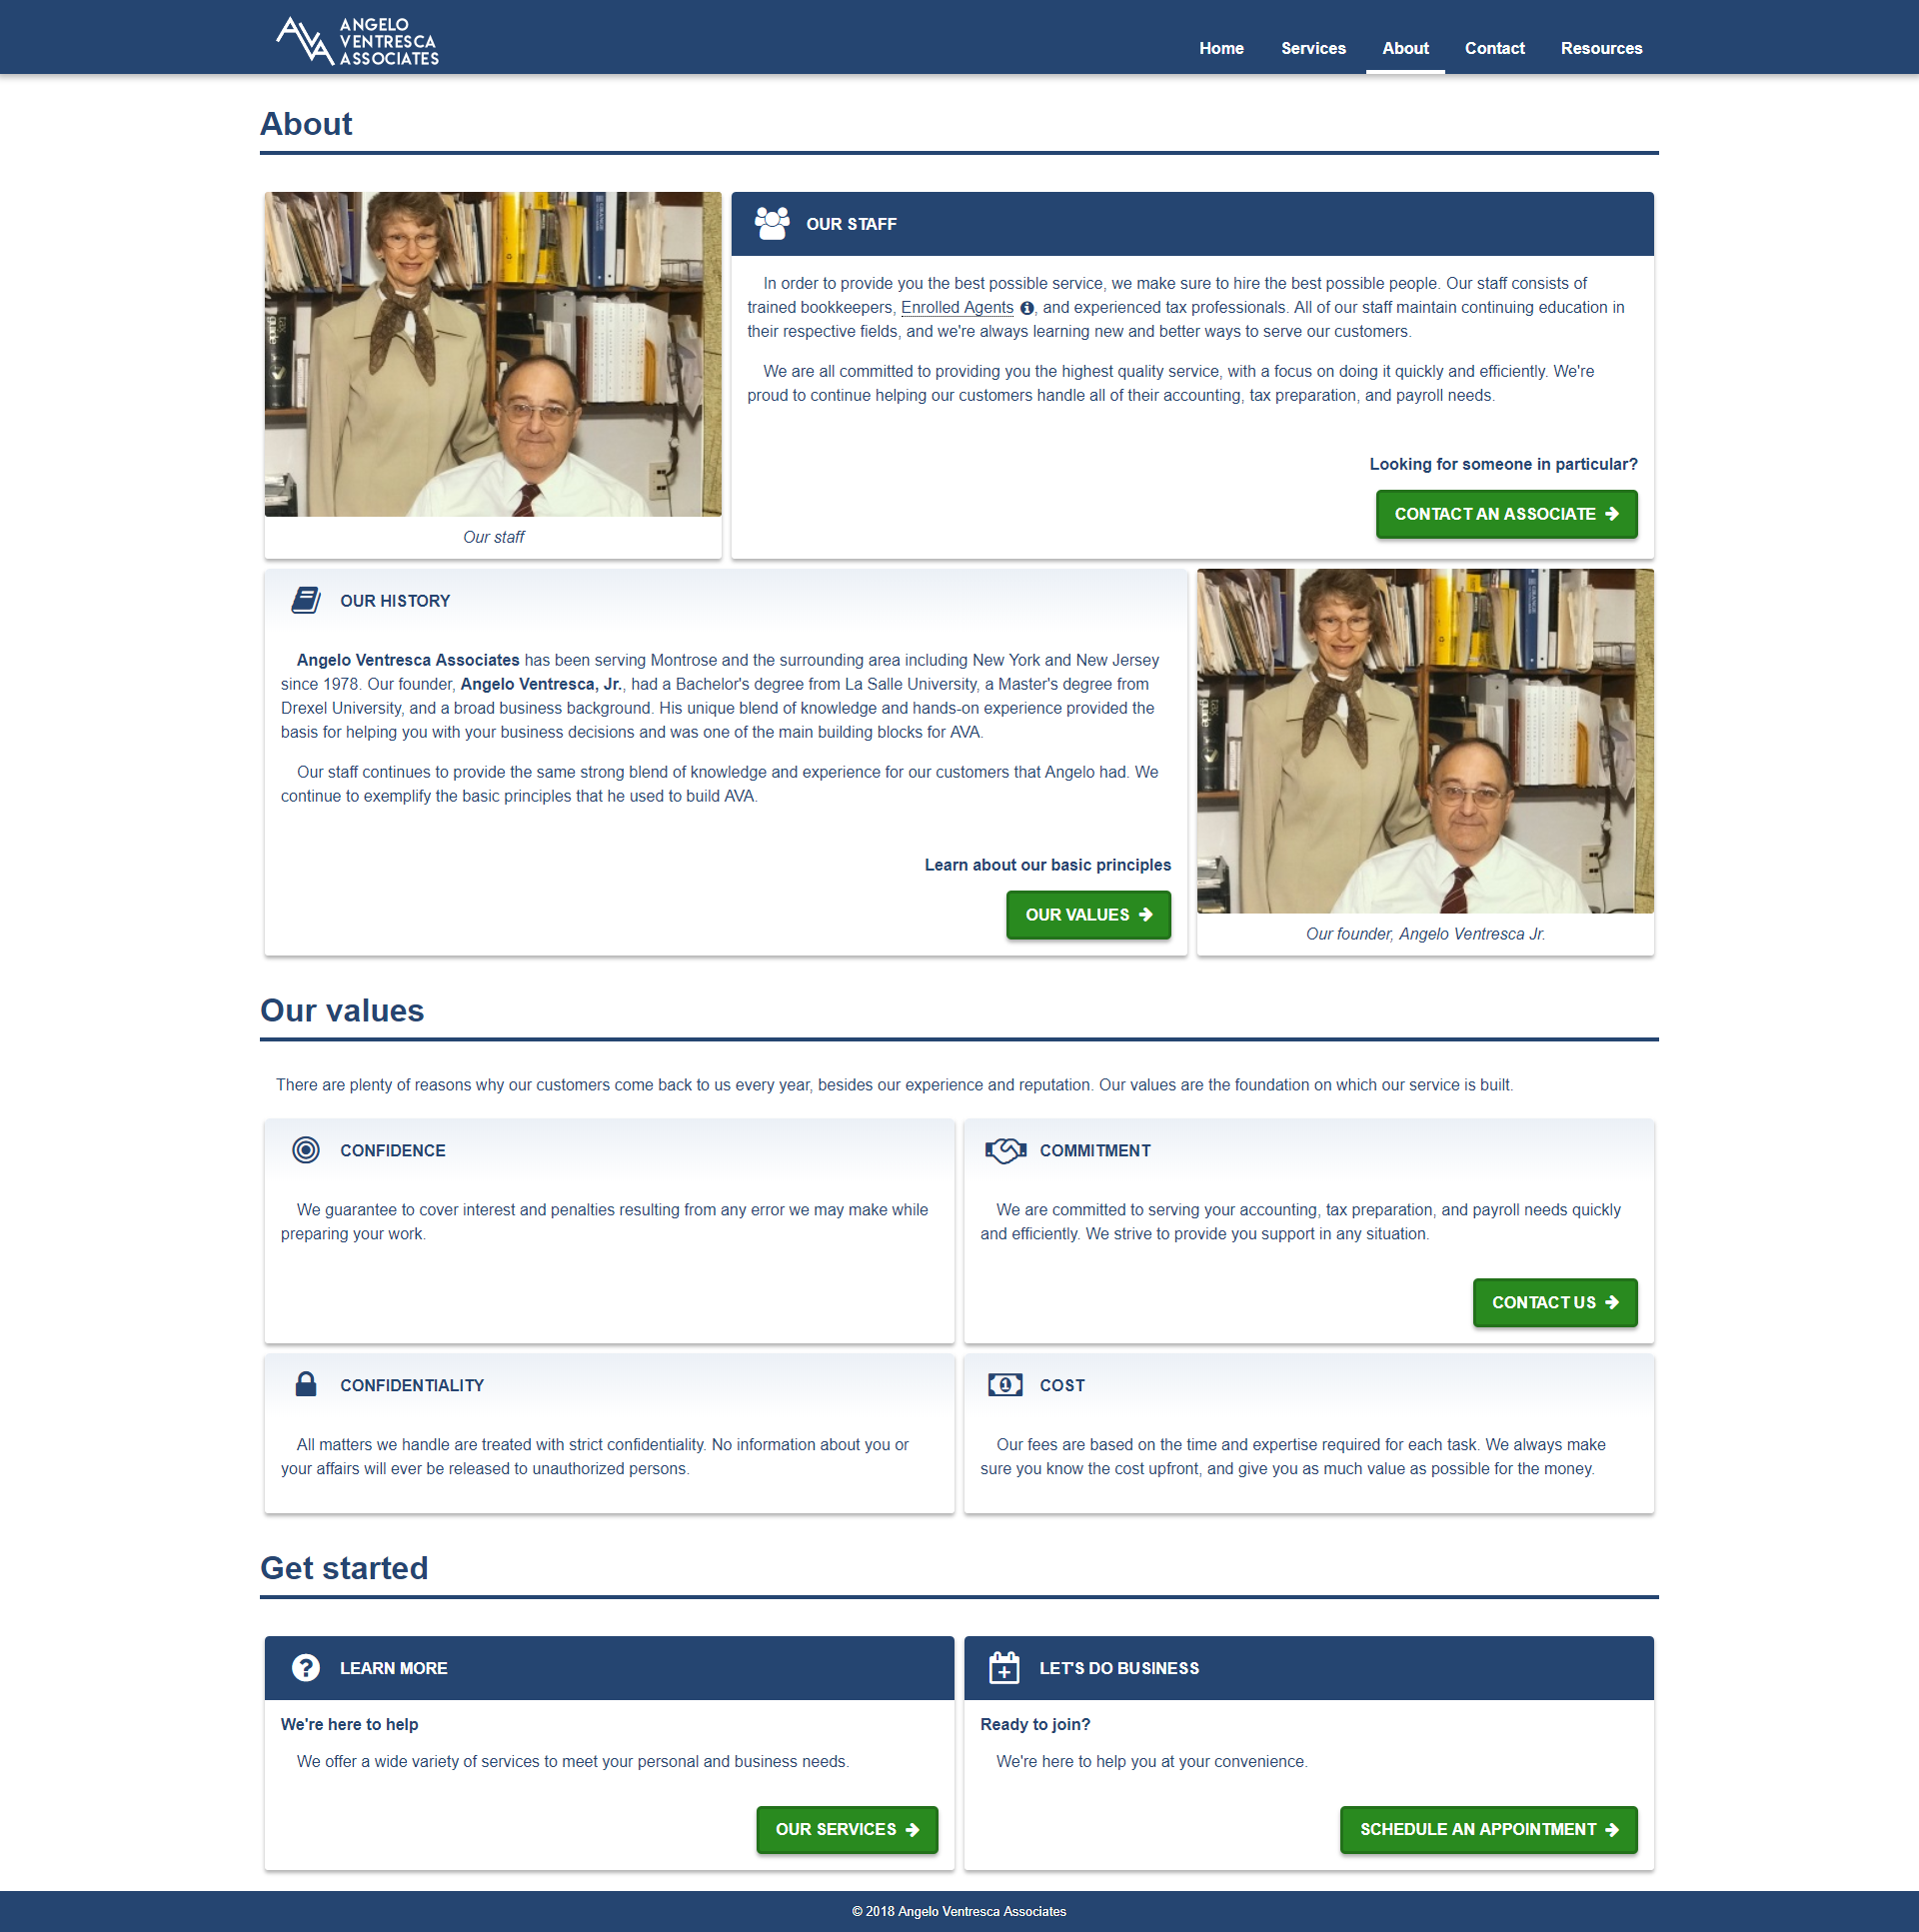 ANGELO
VENTRESCA
ASSOCIATES
Home
Services
About
Contact
Resources
About
OUR STAFF
In order to provide you the best possible service, we make sure to hire the best possible people. Our staff consists of
trained bookkeepers, Enrolled Agents, and experienced tax professionals. All of our staff maintain continuing education in
their respective fields, and we're always learning new and better ways to serve our customers.
We are all committed to providing you the highest quality service, with a focus on doing it quickly and efficiently. We're
proud to continue helping our customers handle all of their accounting, tax preparation, and payroll needs.
Looking for someone in particular?
CONTACT AN ASSOCIATE
Our staff
OUR HISTORY
Angelo Ventresca Associates has been serving Montrose and the surrounding area including New York and New Jersey
since 1978. Our founder, Angelo Ventresca, Jr., had a Bachelor's degree from La Salle University, a Master's degree from
Drexel University, and a broad business background. His unique blend of knowledge and hands-on experience provided the
basis for helping you with your business decisions and was one of the main building blocks for AVA.
Our staff continues to provide the same strong blend of knowledge and experience for our customers that Angelo had. We
continue to exemplify the basic principles that he used to build AVA.
Learn about our basic principles
OUR VALUES
Our founder, Angelo Ventresca Jr.
Our values
There are plenty of reasons why our customers come back to us every year, besides our experience and reputation. Our values are the foundation on which our service is built.
CONFIDENCE
We guarantee to cover interest and penalties resulting from any error we may make while
preparing your work.
COMMITMENT
We are committed to serving your accounting, tax preparation, and payroll needs quickly
and efficiently. We strive to provide you support in any situation.
CONTACT US
CONFIDENTIALITY
All matters we handle are treated with strict confidentiality. No information about you or
your affairs will ever be released to unauthorized persons.
COST
Our fees are based on the time and expertise required for each task. We always make
sure you know the cost upfront, and give you as much value as possible for the money.
Get started
LEARN MORE
We're here to help
We offer a wide variety of services to meet your personal and business needs.
OUR SERVICES
LET'S DO BUSINESS
Ready to join?
We're here to help you at your convenience.
SCHEDULE AN APPOINTMENT
© 2018 Angelo Ventresca Associates